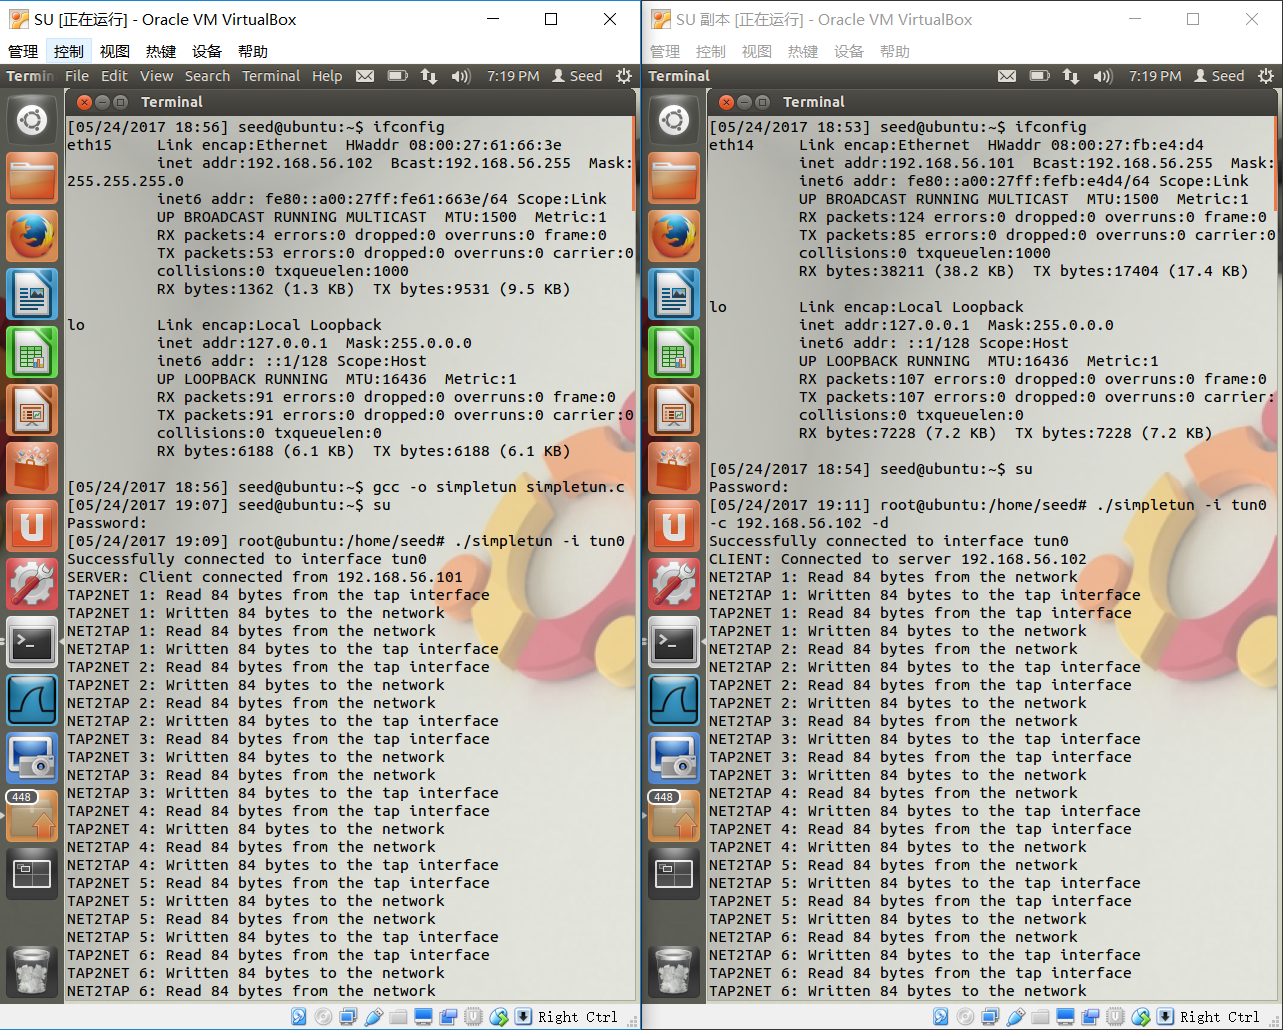 SU [正在运行] - Oracle VM VirtualBox
管理 控制 视图 热键 设备 帮助
Termin File Edit View Search Terminal Help 7:19 PM Seed
Terminal
[05/24/2017 18:56] seed@ubuntu:~$ ifconfig
eth15     Link encap:Ethernet  HWaddr 08:00:27:61:66:3e
          inet addr:192.168.56.102  Bcast:192.168.56.255  Mask:
255.255.255.0
          inet6 addr: fe80::a00:27ff:fe61:663e/64 Scope:Link
          UP BROADCAST RUNNING MULTICAST  MTU:1500  Metric:1
          RX packets:4 errors:0 dropped:0 overruns:0 frame:0
          TX packets:53 errors:0 dropped:0 overruns:0 carrier:0
          collisions:0 txqueuelen:1000
          RX bytes:1362 (1.3 KB)  TX bytes:9531 (9.5 KB)
lo        Link encap:Local Loopback
          inet addr:127.0.0.1  Mask:255.0.0.0
          inet6 addr: ::1/128 Scope:Host
          UP LOOPBACK RUNNING  MTU:16436  Metric:1
          RX packets:91 errors:0 dropped:0 overruns:0 frame:0
          TX packets:91 errors:0 dropped:0 overruns:0 carrier:0
          collisions:0 txqueuelen:0
          RX bytes:6188 (6.1 KB)  TX bytes:6188 (6.1 KB)
[05/24/2017 18:56] seed@ubuntu:~$ gcc -o simpletun simpletun.c
[05/24/2017 19:07] seed@ubuntu:~$ su
Password:
[05/24/2017 19:09] root@ubuntu:/home/seed# ./simpletun -i tun0
Successfully connected to interface tun0
SERVER: Client connected from 192.168.56.101
TAP2NET 1: Read 84 bytes from the tap interface
TAP2NET 1: Written 84 bytes to the network
NET2TAP 1: Read 84 bytes from the network
NET2TAP 1: Written 84 bytes to the tap interface
TAP2NET 2: Read 84 bytes from the tap interface
TAP2NET 2: Written 84 bytes to the network
NET2TAP 2: Read 84 bytes from the network
NET2TAP 2: Written 84 bytes to the tap interface
TAP2NET 3: Read 84 bytes from the tap interface
TAP2NET 3: Written 84 bytes to the network
NET2TAP 3: Read 84 bytes from the network
NET2TAP 3: Written 84 bytes to the tap interface
TAP2NET 4: Read 84 bytes from the tap interface
TAP2NET 4: Written 84 bytes to the network
NET2TAP 4: Read 84 bytes from the network
NET2TAP 4: Written 84 bytes to the tap interface
TAP2NET 5: Read 84 bytes from the tap interface
TAP2NET 5: Written 84 bytes to the network
NET2TAP 5: Read 84 bytes from the network
NET2TAP 5: Written 84 bytes to the tap interface
TAP2NET 6: Read 84 bytes from the tap interface
TAP2NET 6: Written 84 bytes to the network
NET2TAP 6: Read 84 bytes from the network
448
Right Ctrl
SU 副本 [正在运行] - Oracle VM VirtualBox
管理 控制 视图 热键 设备 帮助
Terminal 7:19 PM Seed
Terminal
[05/24/2017 18:53] seed@ubuntu:~$ ifconfig
eth14     Link encap:Ethernet  HWaddr 08:00:27:fb:e4:d4
          inet addr:192.168.56.101  Bcast:192.168.56.255  Mask:
          inet6 addr: fe80::a00:27ff:fefb:e4d4/64 Scope:Link
          UP BROADCAST RUNNING MULTICAST  MTU:1500  Metric:1
          RX packets:124 errors:0 dropped:0 overruns:0 frame:0
          TX packets:85 errors:0 dropped:0 overruns:0 carrier:0
          collisions:0 txqueuelen:1000
          RX bytes:38211 (38.2 KB)  TX bytes:17404 (17.4 KB)
lo        Link encap:Local Loopback
          inet addr:127.0.0.1  Mask:255.0.0.0
          inet6 addr: ::1/128 Scope:Host
          UP LOOPBACK RUNNING  MTU:16436  Metric:1
          RX packets:107 errors:0 dropped:0 overruns:0 frame:0
          TX packets:107 errors:0 dropped:0 overruns:0 carrier:
          collisions:0 txqueuelen:0
          RX bytes:7228 (7.2 KB)  TX bytes:7228 (7.2 KB)
[05/24/2017 18:54] seed@ubuntu:~$ su
Password:
[05/24/2017 19:11] root@ubuntu:/home/seed# ./simpletun -i tun0
-c 192.168.56.102 -d
Successfully connected to interface tun0
CLIENT: Connected to server 192.168.56.102
NET2TAP 1: Read 84 bytes from the network
NET2TAP 1: Written 84 bytes to the tap interface
TAP2NET 1: Read 84 bytes from the tap interface
TAP2NET 1: Written 84 bytes to the network
NET2TAP 2: Read 84 bytes from the network
NET2TAP 2: Written 84 bytes to the tap interface
TAP2NET 2: Read 84 bytes from the tap interface
TAP2NET 2: Written 84 bytes to the network
NET2TAP 3: Read 84 bytes from the network
NET2TAP 3: Written 84 bytes to the tap interface
TAP2NET 3: Read 84 bytes from the tap interface
TAP2NET 3: Written 84 bytes to the network
NET2TAP 4: Read 84 bytes from the network
NET2TAP 4: Written 84 bytes to the tap interface
TAP2NET 4: Read 84 bytes from the tap interface
TAP2NET 4: Written 84 bytes to the network
NET2TAP 5: Read 84 bytes from the network
NET2TAP 5: Written 84 bytes to the tap interface
TAP2NET 5: Read 84 bytes from the tap interface
TAP2NET 5: Written 84 bytes to the network
NET2TAP 6: Read 84 bytes from the network
NET2TAP 6: Written 84 bytes to the tap interface
TAP2NET 6: Read 84 bytes from the tap interface
TAP2NET 6: Written 84 bytes to the network
448
Right Ctrl